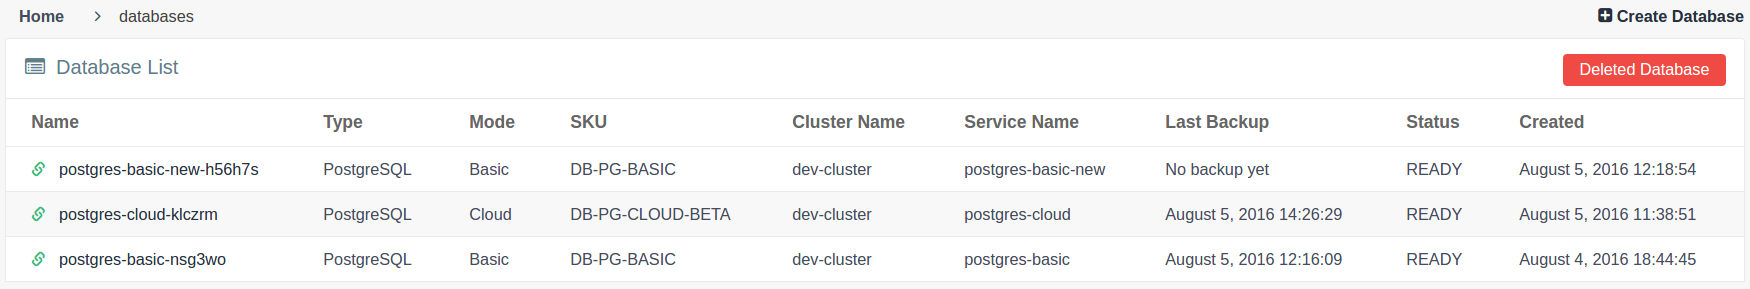 Home > databases Create Database
Database List Deleted Database
Name Type Mode SKU Cluster Name Service Name Last Backup Status Created
postgres-basic-new-h56h7s PostgreSQL Basic DB-PG-BASIC dev-cluster postgres-basic-new No backup yet READY August 5, 2016 12:18:54
postgres-cloud-klczrm PostgreSQL Cloud DB-PG-CLOUD-BETA dev-cluster postgres-cloud August 5, 2016 14:26:29 READY August 5, 2016 11:38:51
postgres-basic-nsg3wo PostgreSQL Basic DB-PG-BASIC dev-cluster postgres-basic August 5, 2016 12:16:09 READY August 4, 2016 18:44:45